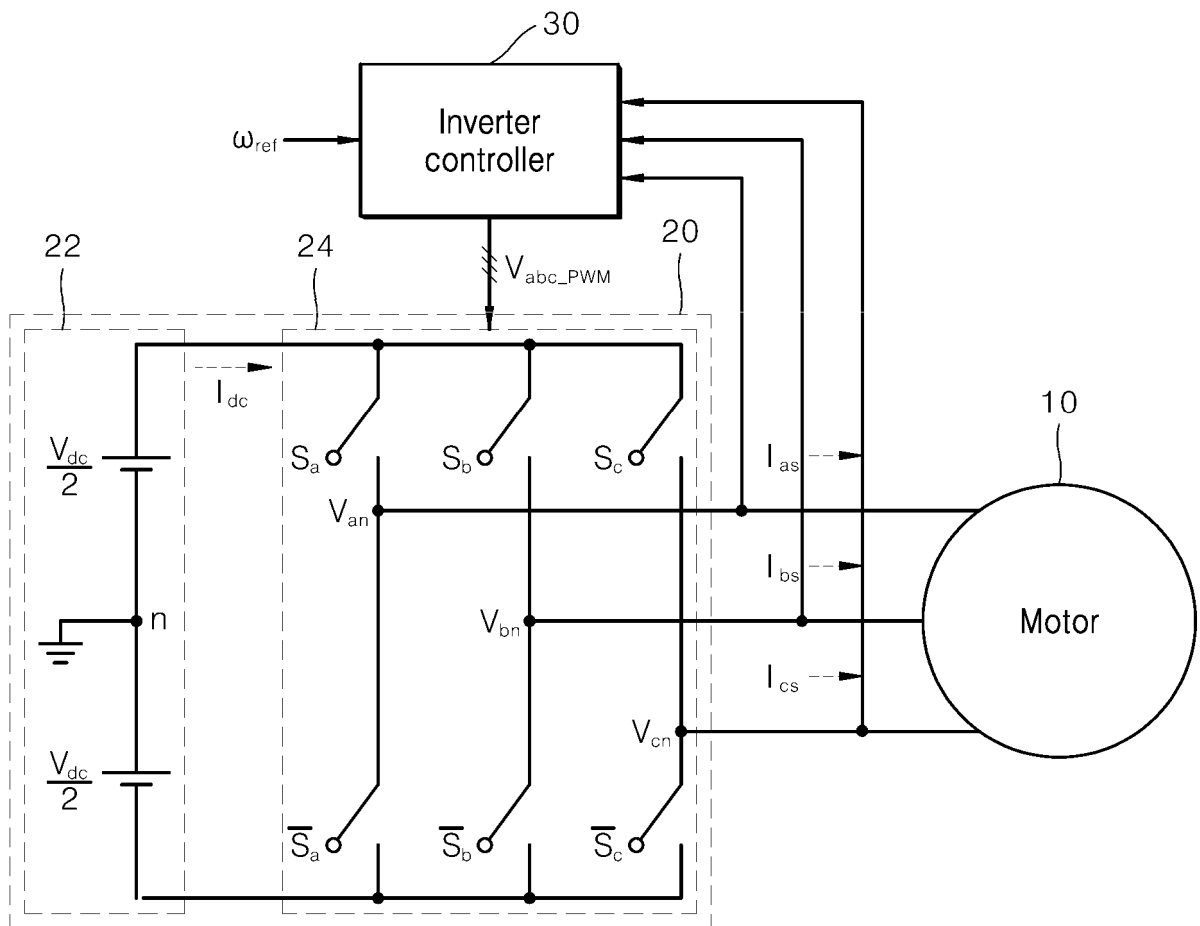 30
Inverter
controller
ω_ref
V_abc_PWM
20
22
24
I_dc
V_dc
2
S_a
S_b
S_c
I_as
10
V_an
I_bs
n
V_bn
Motor
I_cs
V_cn
V_dc
2
S̅_a
S̅_b
S̅_c